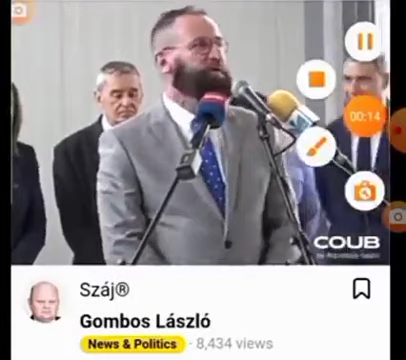 00:14
COUB
Száj®
Gombos László
News & Politics · 8,434 views